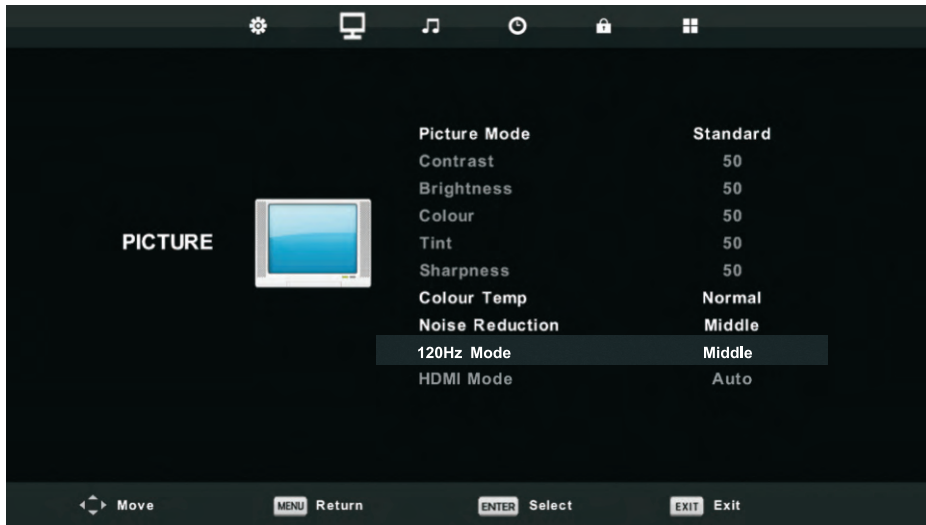 Picture Mode Standard
Contrast 50
Brightness 50
Colour 50
PICTURE
Tint 50
Sharpness 50
Colour Temp Normal
Noise Reduction Middle
120Hz Mode Middle
HDMI Mode Auto
Move MENU Return ENTER Select EXIT Exit